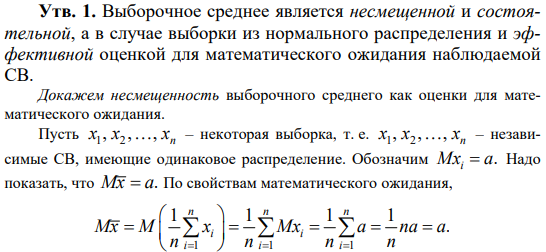 Утв. 1. Выборочное среднее является несмещенной и состоя-
тельной, а в случае выборки из нормального распределения и эф-
фективной оценкой для математического ожидания наблюдаемой
СВ.
Докажем несмещенность выборочного среднего как оценки для мате-
матического ожидания.
Пусть x₁, x₂, …, xₙ – некоторая выборка, т. е. x₁, x₂, …, xₙ – незави-
симые СВ, имеющие одинаковое распределение. Обозначим Mxᵢ = a. Надо
показать, что Mx̅ = a. По свойствам математического ожидания,
Mx̅ = M(1/n ∑ᵢ₌₁ⁿ xᵢ) = 1/n ∑ᵢ₌₁ⁿ Mxᵢ = 1/n ∑ᵢ₌₁ⁿ a = 1/n na = a.